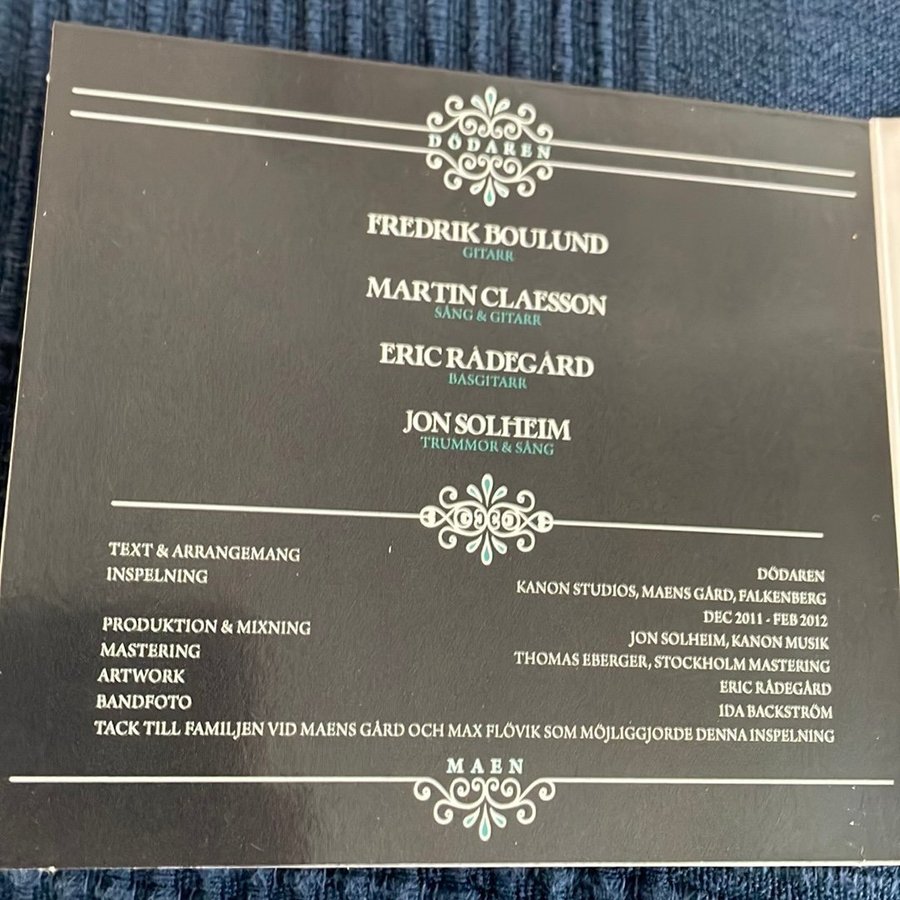 DÖDAREN
FREDRIK BOULUND
GITARR
MARTIN CLAESSON
SÅNG & GITARR
ERIC RÅDEGÅRD
BASGITARR
JON SOLHEIM
TRUMMOR & SÅNG
TEXT & ARRANGEMANG DÖDAREN
INSPELNING KANON STUDIOS, MAENS GÅRD, FALKENBERG
DEC 2011 - FEB 2012
PRODUKTION & MIXNING JON SOLHEIM, KANON MUSIK
MASTERING THOMAS EBERGER, STOCKHOLM MASTERING
ARTWORK ERIC RÅDEGÅRD
BANDFOTO IDA BACKSTRÖM
TACK TILL FAMILJEN VID MAENS GÅRD OCH MAX FLÖVIK SOM MÖJLIGGJORDE DENNA INSPELNING
MAEN